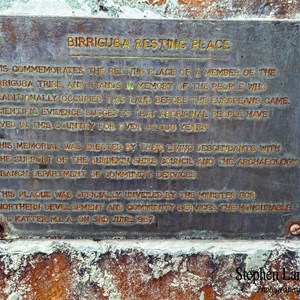 BIRRIGUBA RESTING PLACE
THIS COMMEMORATES THE RESTING PLACE OF A MEMBER OF THE
BIRRIGUBA TRIBE AND STANDS IN MEMORY OF THE PEOPLE WHO
TRADITIONALLY OCCUPIED THIS LAND BEFORE THE EUROPEANS CAME.
SCIENTIFIC EVIDENCE SUGGESTS THAT ABORIGINAL PEOPLE HAVE
LIVED IN THIS COUNTRY FOR OVER YEARS
THIS MEMORIAL WAS ERECTED BY THEIR LIVING DESCENDANTS WITH
THE SUPPORT OF THE SHIRE COUNCIL AND THE ARCHAEOLOGY
BRANCH DEPARTMENT OF COMMUNITY SERVICES.
THIS PLAQUE WAS OFFICIALLY UNVEILED BY THE MINISTER FOR
NORTHERN DEVELOPMENT AND COMMUNITY SERVICES THE HONOURABLE
KATTER M.L.A. ON 3RD JUNE 1987
Stephen